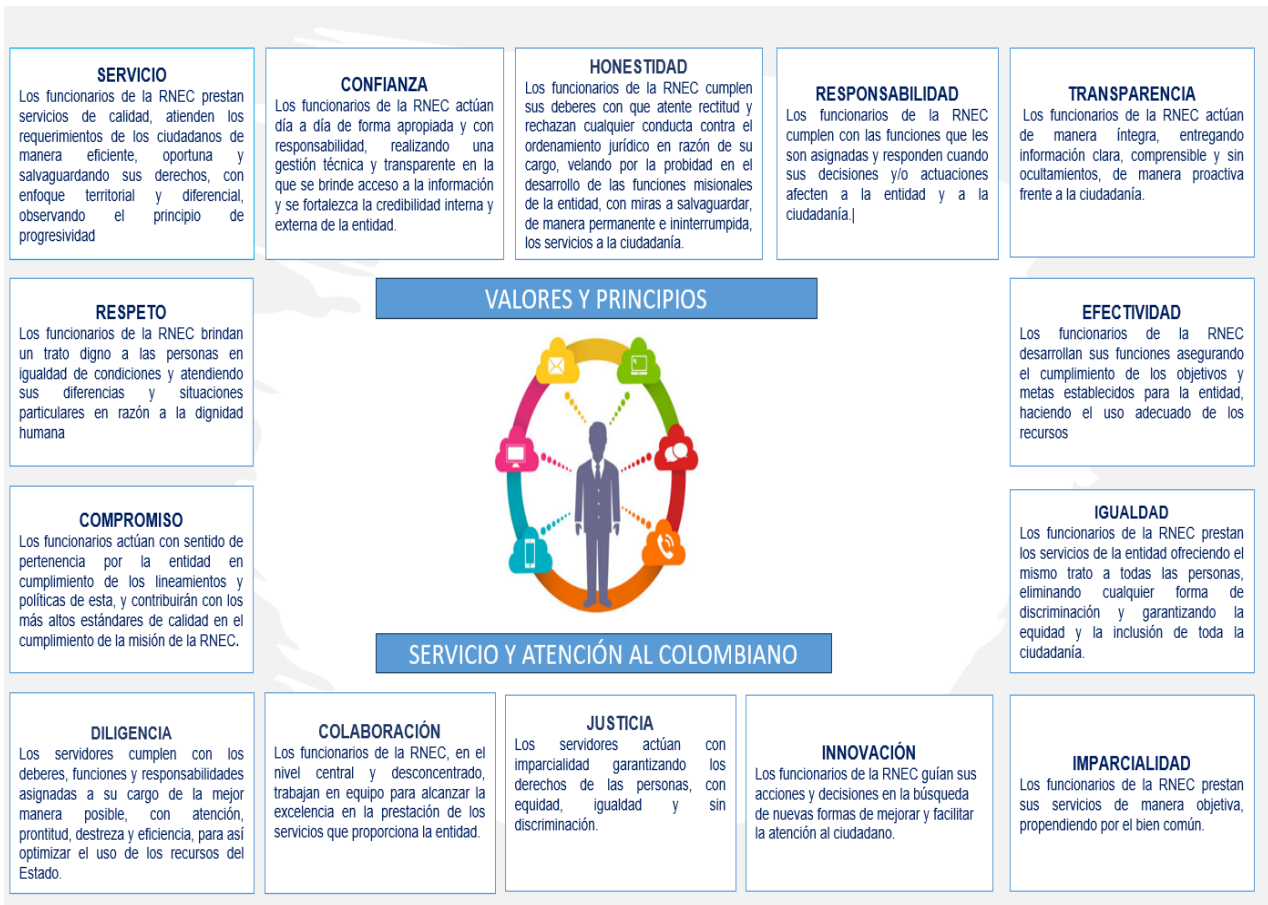 SERVICIO
Los funcionarios de la RNEC prestan
servicios de calidad, atienden los
requerimientos de los ciudadanos de
manera eficiente, oportuna y
salvaguardando sus derechos, con
enfoque territorial y diferencial,
observando el principio de
progresividad
CONFIANZA
Los funcionarios de la RNEC actúan
día a día de forma apropiada y con
responsabilidad, realizando una
gestión técnica y transparente en la
que se brinde acceso a la información
y se fortalezca la credibilidad interna y
externa de la entidad.
HONESTIDAD
Los funcionarios de la RNEC cumplen
sus deberes con que atente rectitud y
rechazan cualquier conducta contra el
ordenamiento jurídico en razón de su
cargo, velando por la probidad en el
desarrollo de las funciones misionales
de la entidad, con miras a salvaguardar,
de manera permanente e ininterrumpida,
los servicios a la ciudadanía.
RESPONSABILIDAD
Los funcionarios de la RNEC
cumplen con las funciones que les
son asignadas y responden cuando
sus decisiones y/o actuaciones
afecten a la entidad y a la
ciudadanía.
TRANSPARENCIA
Los funcionarios de la RNEC actúan
de manera íntegra, entregando
información clara, comprensible y sin
ocultamientos, de manera proactiva
frente a la ciudadanía.
RESPETO
Los funcionarios de la RNEC brindan
un trato digno a las personas en
igualdad de condiciones y atendiendo
sus diferencias y situaciones
particulares en razón a la dignidad
humana
VALORES Y PRINCIPIOS
EFECTIVIDAD
Los funcionarios de la RNEC
desarrollan sus funciones asegurando
el cumplimiento de los objetivos y
metas establecidos para la entidad,
haciendo el uso adecuado de los
recursos
COMPROMISO
Los funcionarios actúan con sentido de
pertenencia por la entidad en
cumplimiento de los lineamientos y
políticas de esta, y contribuirán con los
más altos estándares de calidad en el
cumplimiento de la misión de la RNEC.
IGUALDAD
Los funcionarios de la RNEC prestan
los servicios de la entidad ofreciendo el
mismo trato a todas las personas,
eliminando cualquier forma de
discriminación y garantizando la
equidad y la inclusión de toda la
ciudadanía.
SERVICIO Y ATENCIÓN AL COLOMBIANO
DILIGENCIA
Los servidores cumplen con los
deberes, funciones y responsabilidades
asignadas a su cargo de la mejor
manera posible, con atención,
prontitud, destreza y eficiencia, para así
optimizar el uso de los recursos del
Estado.
COLABORACIÓN
Los funcionarios de la RNEC, en el
nivel central y desconcentrado,
trabajan en equipo para alcanzar la
excelencia en la prestación de los
servicios que proporciona la entidad.
JUSTICIA
Los servidores actúan con
imparcialidad garantizando los
derechos de las personas, con
equidad, igualdad y sin
discriminación.
INNOVACIÓN
Los funcionarios de la RNEC guían sus
acciones y decisiones en la búsqueda
de nuevas formas de mejorar y facilitar
la atención al ciudadano.
IMPARCIALIDAD
Los funcionarios de la RNEC prestan
sus servicios de manera objetiva,
propendiendo por el bien común.